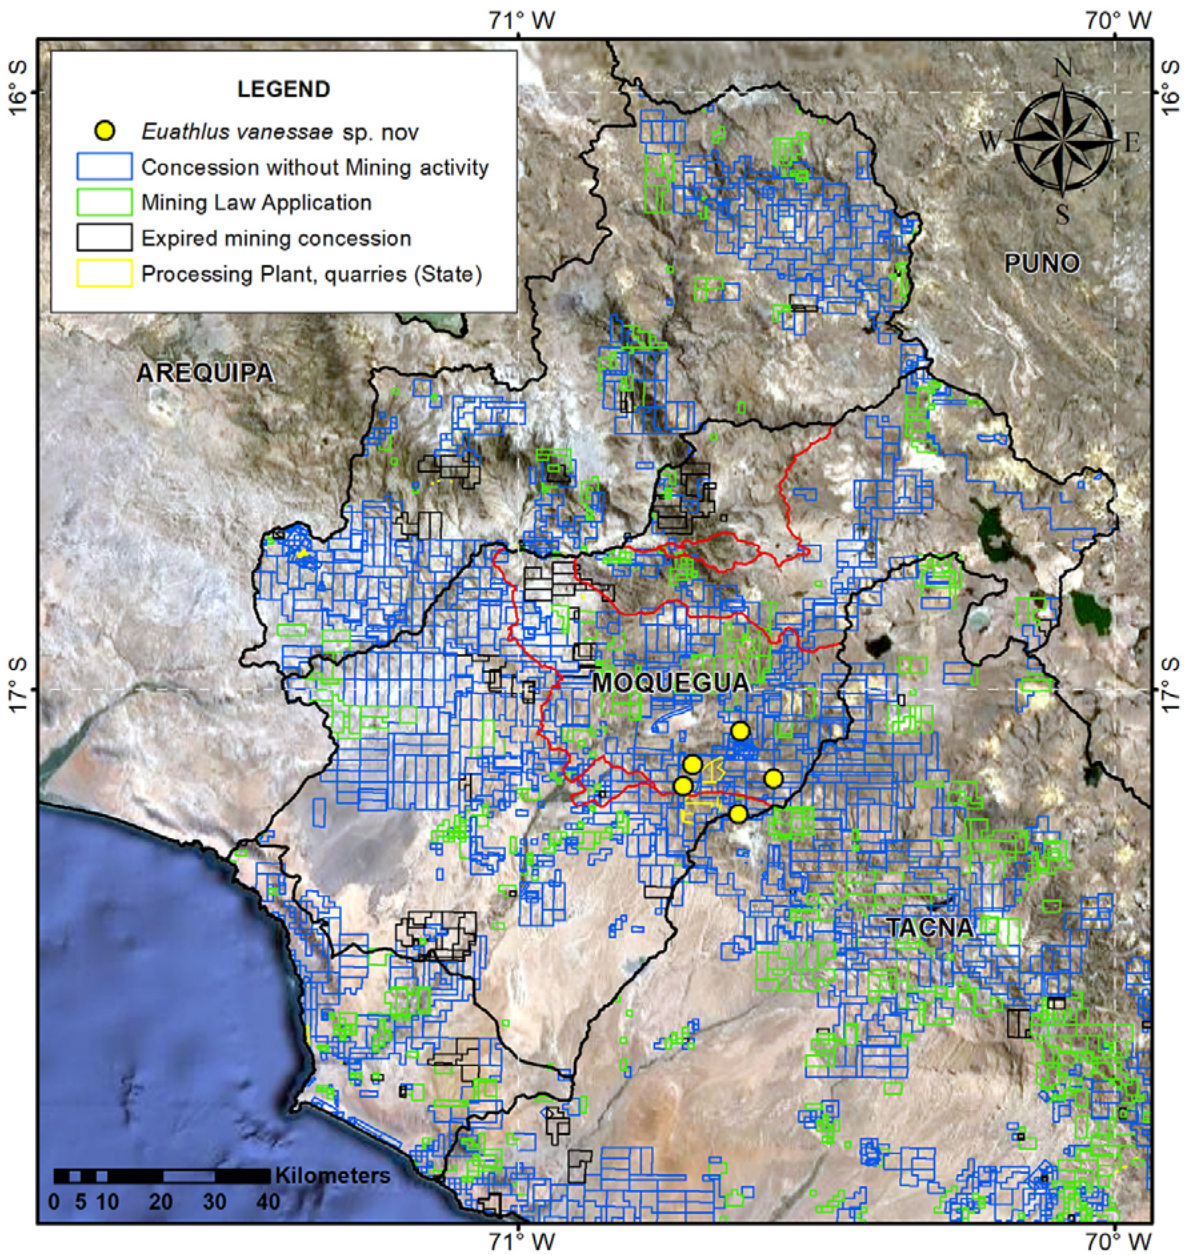 71° W
70° W
16° S
16° S
LEGEND
Euathlus vanessae sp. nov
Concession without Mining activity
Mining Law Application
Expired mining concession
Processing Plant, quarries (State)
N
W
E
S
PUNO
AREQUIPA
17° S
17° S
MOQUEGUA
TACNA
Kilometers
0 5 10 20 30 40
71° W
70° W